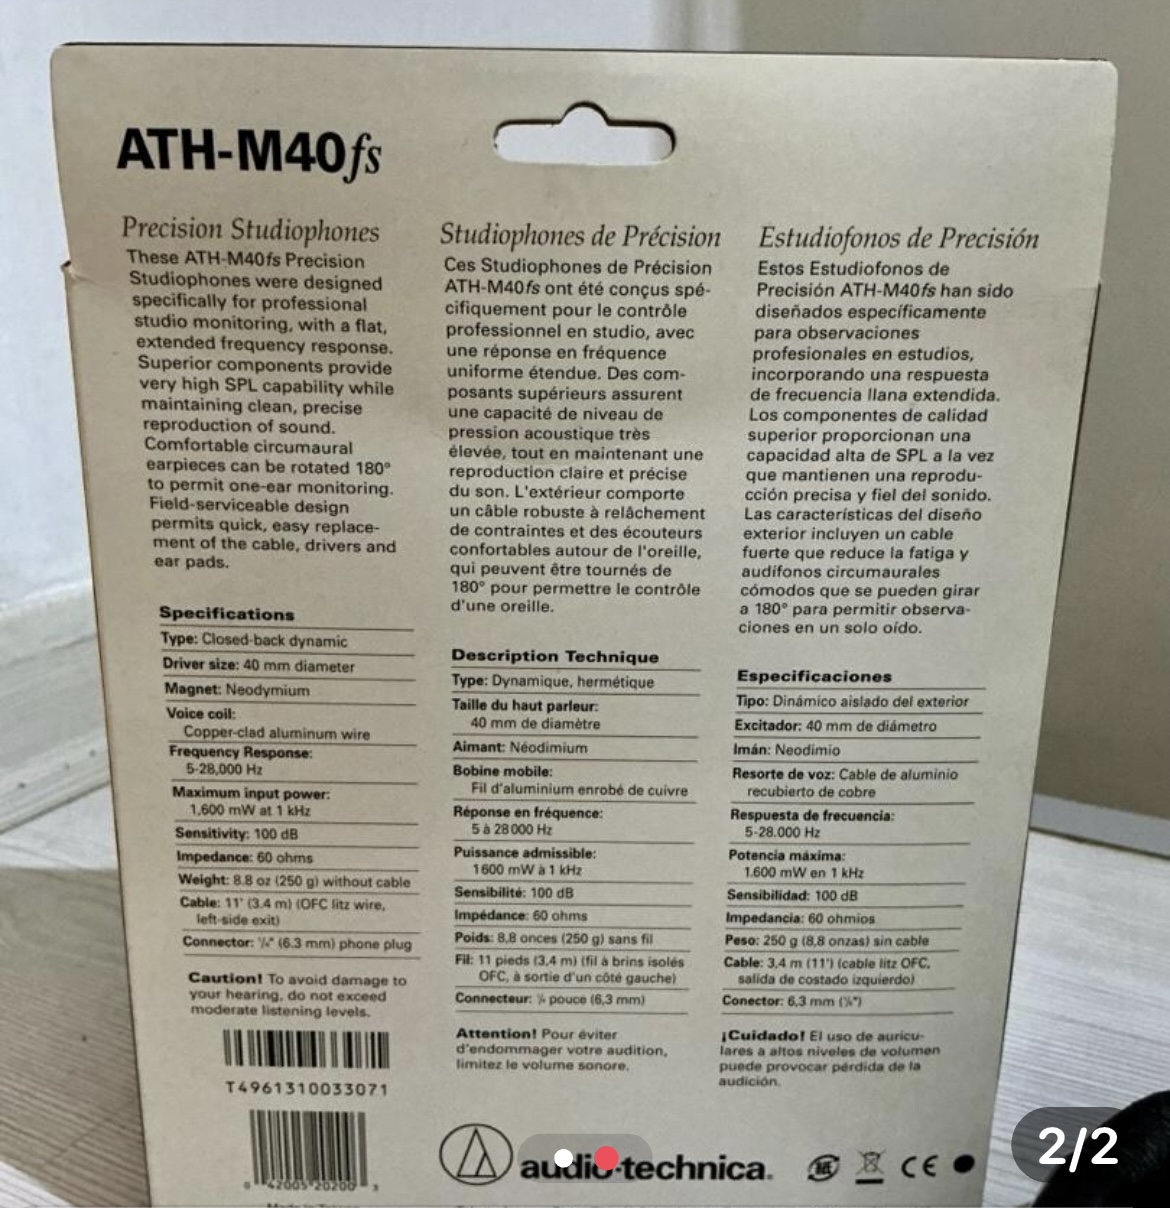 ATH-M40fs
Precision Studiophones
These ATH-M40fs Precision
Studiophones were designed
specifically for professional
studio monitoring, with a flat,
extended frequency response.
Superior components provide
very high SPL capability while
maintaining clean, precise
reproduction of sound.
Comfortable circumaural
earpieces can be rotated 180°
to permit one-ear monitoring.
Field-serviceable design
permits quick, easy replace-
ment of the cable, drivers and
ear pads.
Specifications
Type: Closed-back dynamic
Driver size: 40 mm diameter
Magnet: Neodymium
Voice coil:
Copper-clad aluminum wire
Frequency Response:
5-28,000 Hz
Maximum input power:
1,600 mW at 1 kHz
Sensitivity: 100 dB
Impedance: 60 ohms
Weight: 8.8 oz (250 g) without cable
Cable: 11' (3.4 m) (OFC litz wire,
left-side exit)
Connector: ¼" (6.3 mm) phone plug
Caution! To avoid damage to
your hearing, do not exceed
moderate listening levels.
T4961310033071
Studiophones de Précision
Ces Studiophones de Précision
ATH-M40fs ont été conçus spé-
cifiquement pour le contrôle
professionnel en studio, avec
une réponse en fréquence
uniforme étendue. Des com-
posants supérieurs assurent
une capacité de niveau de
pression acoustique très
élevée, tout en maintenant une
reproduction claire et précise
du son. L'extérieur comporte
un câble robuste à relâchement
de contraintes et des écouteurs
confortables autour de l'oreille,
qui peuvent être tournés de
180° pour permettre le contrôle
d'une oreille.
Description Technique
Type: Dynamique, hermétique
Taille du haut parleur:
40 mm de diamètre
Aimant: Néodimium
Bobine mobile:
Fil d'aluminium enrobé de cuivre
Réponse en fréquence:
5 à 28 000 Hz
Puissance admissible:
1600 mW à 1 kHz
Sensibilité: 100 dB
Impédance: 60 ohms
Poids: 8,8 onces (250 g) sans fil
Fil: 11 pieds (3,4 m) (fil à brins isolés
OFC, à sortie d'un côté gauche)
Connecteur: ¼ pouce (6,3 mm)
Attention! Pour éviter
d'endommager votre audition,
limitez le volume sonore.
Estudiofonos de Precisión
Estos Estudiofonos de
Precisión ATH-M40fs han sido
diseñados específicamente
para observaciones
profesionales en estudios,
incorporando una respuesta
de frecuencia llana extendida.
Los componentes de calidad
superior proporcionan una
capacidad alta de SPL a la vez
que mantienen una reprodu-
cción precisa y fiel del sonido.
Las características del diseño
exterior incluyen un cable
fuerte que reduce la fatiga y
audífonos circumaurales
cómodos que se pueden girar
a 180° para permitir observa-
ciones en un solo oído.
Especificaciones
Tipo: Dinámico aislado del exterior
Excitador: 40 mm de diámetro
Imán: Neodimio
Resorte de voz: Cable de aluminio
recubierto de cobre
Respuesta de frecuencia:
5-28.000 Hz
Potencia máxima:
1.600 mW en 1 kHz
Sensibilidad: 100 dB
Impedancia: 60 ohmios
Peso: 250 g (8,8 onzas) sin cable
Cable: 3,4 m (11') (cable litz OFC,
salida de costado izquierdo)
Conector: 6,3 mm (¼")
¡Cuidado! El uso de auricu-
lares a altos niveles de volumen
puede provocar pérdida de la
audición.
audio-technica.
CE
2/2